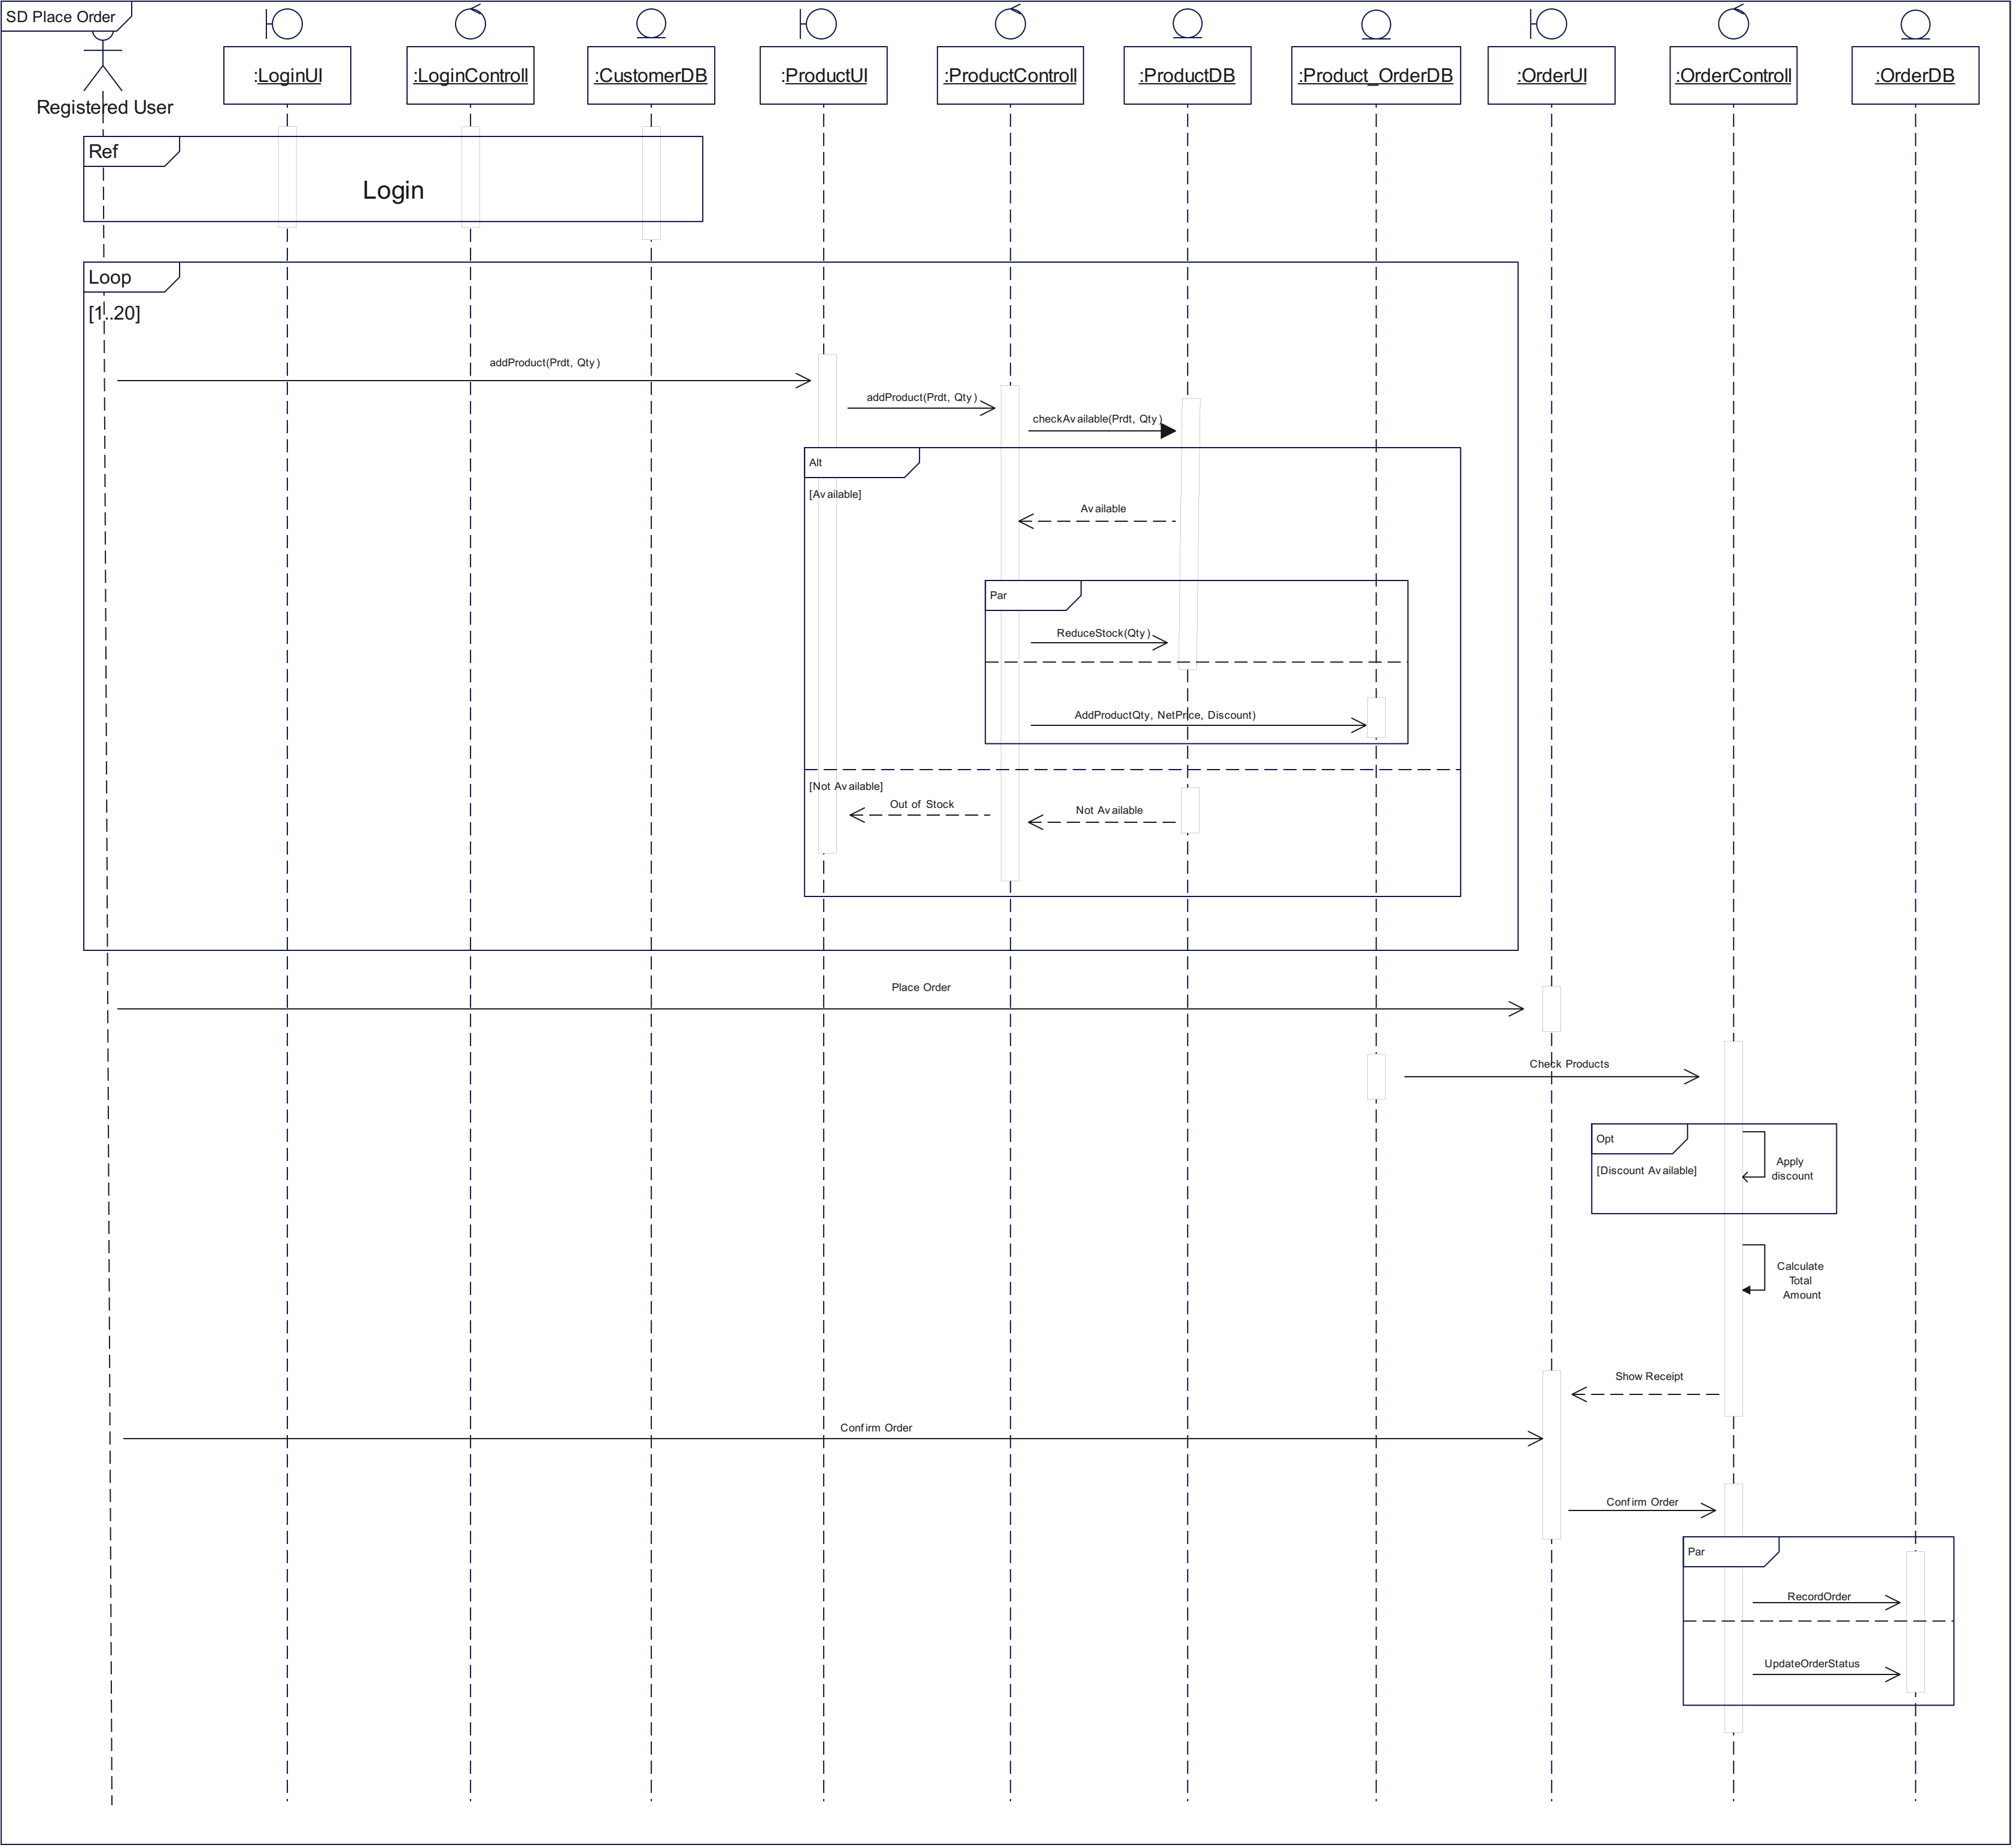 SD Place Order
:LoginUI
:LoginControll
:CustomerDB
:ProductUI
:ProductControll
:ProductDB
:Product_OrderDB
:OrderUI
:OrderControll
:OrderDB
Registered User
Ref
Login
Loop
[1..20]
addProduct(Prdt, Qty)
addProduct(Prdt, Qty)
checkAvailable(Prdt, Qty)
Alt
[Available]
Available
Par
ReduceStock(Qty)
AddProductQty, NetPrice, Discount)
[Not Available]
Out of Stock
Not Available
Place Order
Check Products
Opt
[Discount Available]
Apply
discount
Calculate
Total
Amount
Show Receipt
Confirm Order
Confirm Order
Par
RecordOrder
UpdateOrderStatus